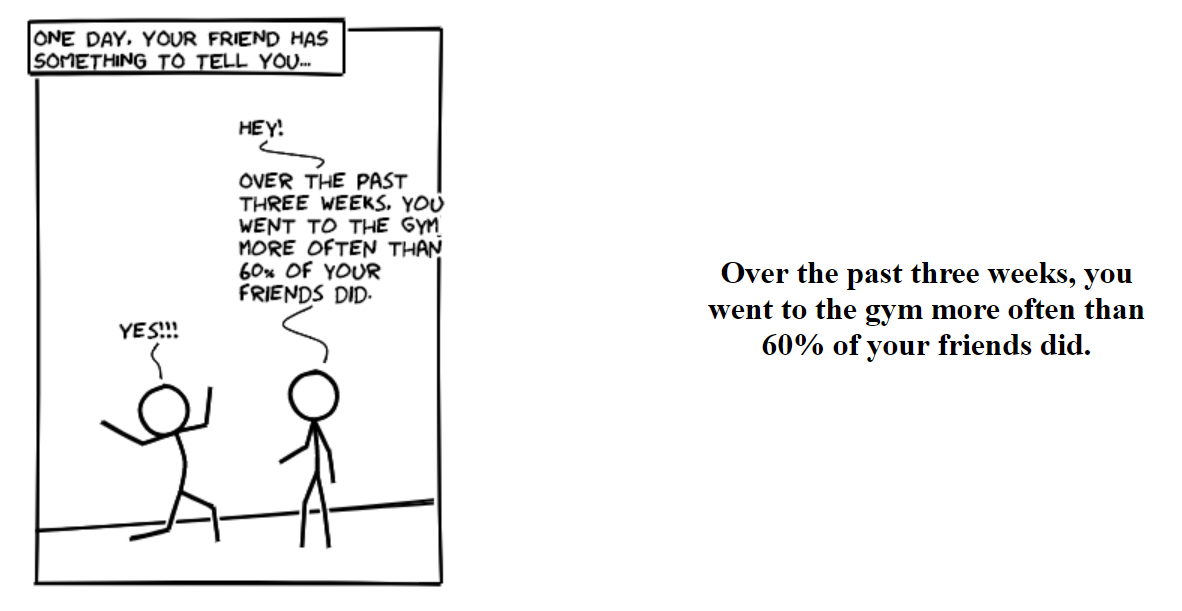 ONE DAY, YOUR FRIEND HAS
SOMETHING TO TELL YOU...
HEY!
OVER THE PAST
THREE WEEKS, YOU
WENT TO THE GYM
MORE OFTEN THAN
60% OF YOUR
FRIENDS DID.
YES!!!
Over the past three weeks, you
went to the gym more often than
60% of your friends did.